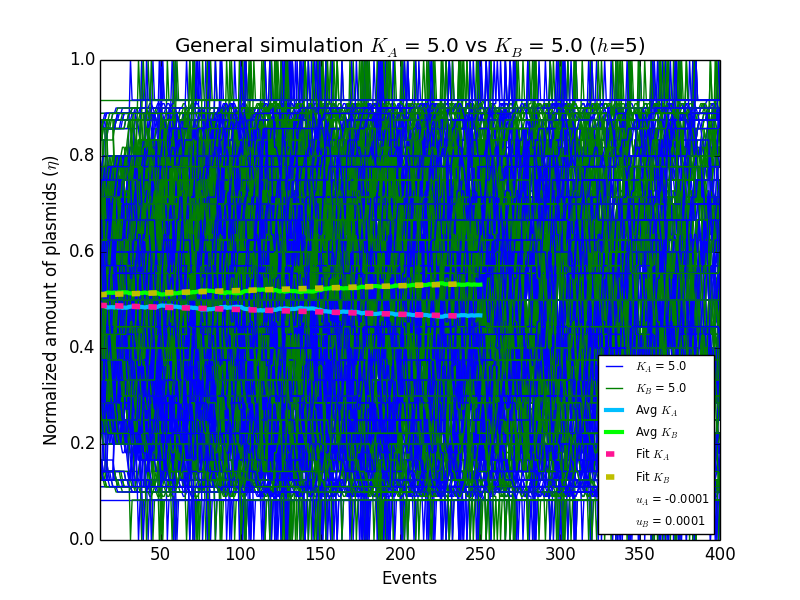 General simulation K_A = 5.0 vs K_B = 5.0 (h=5)
Normalized amount of plasmids (η)
1.0
0.8
0.6
0.4
0.2
0.0
K_A = 5.0
K_B = 5.0
Avg K_A
Avg K_B
Fit K_A
Fit K_B
u_A = -0.0001
u_B = 0.0001
50 100 150 200 250 300 350 400
Events